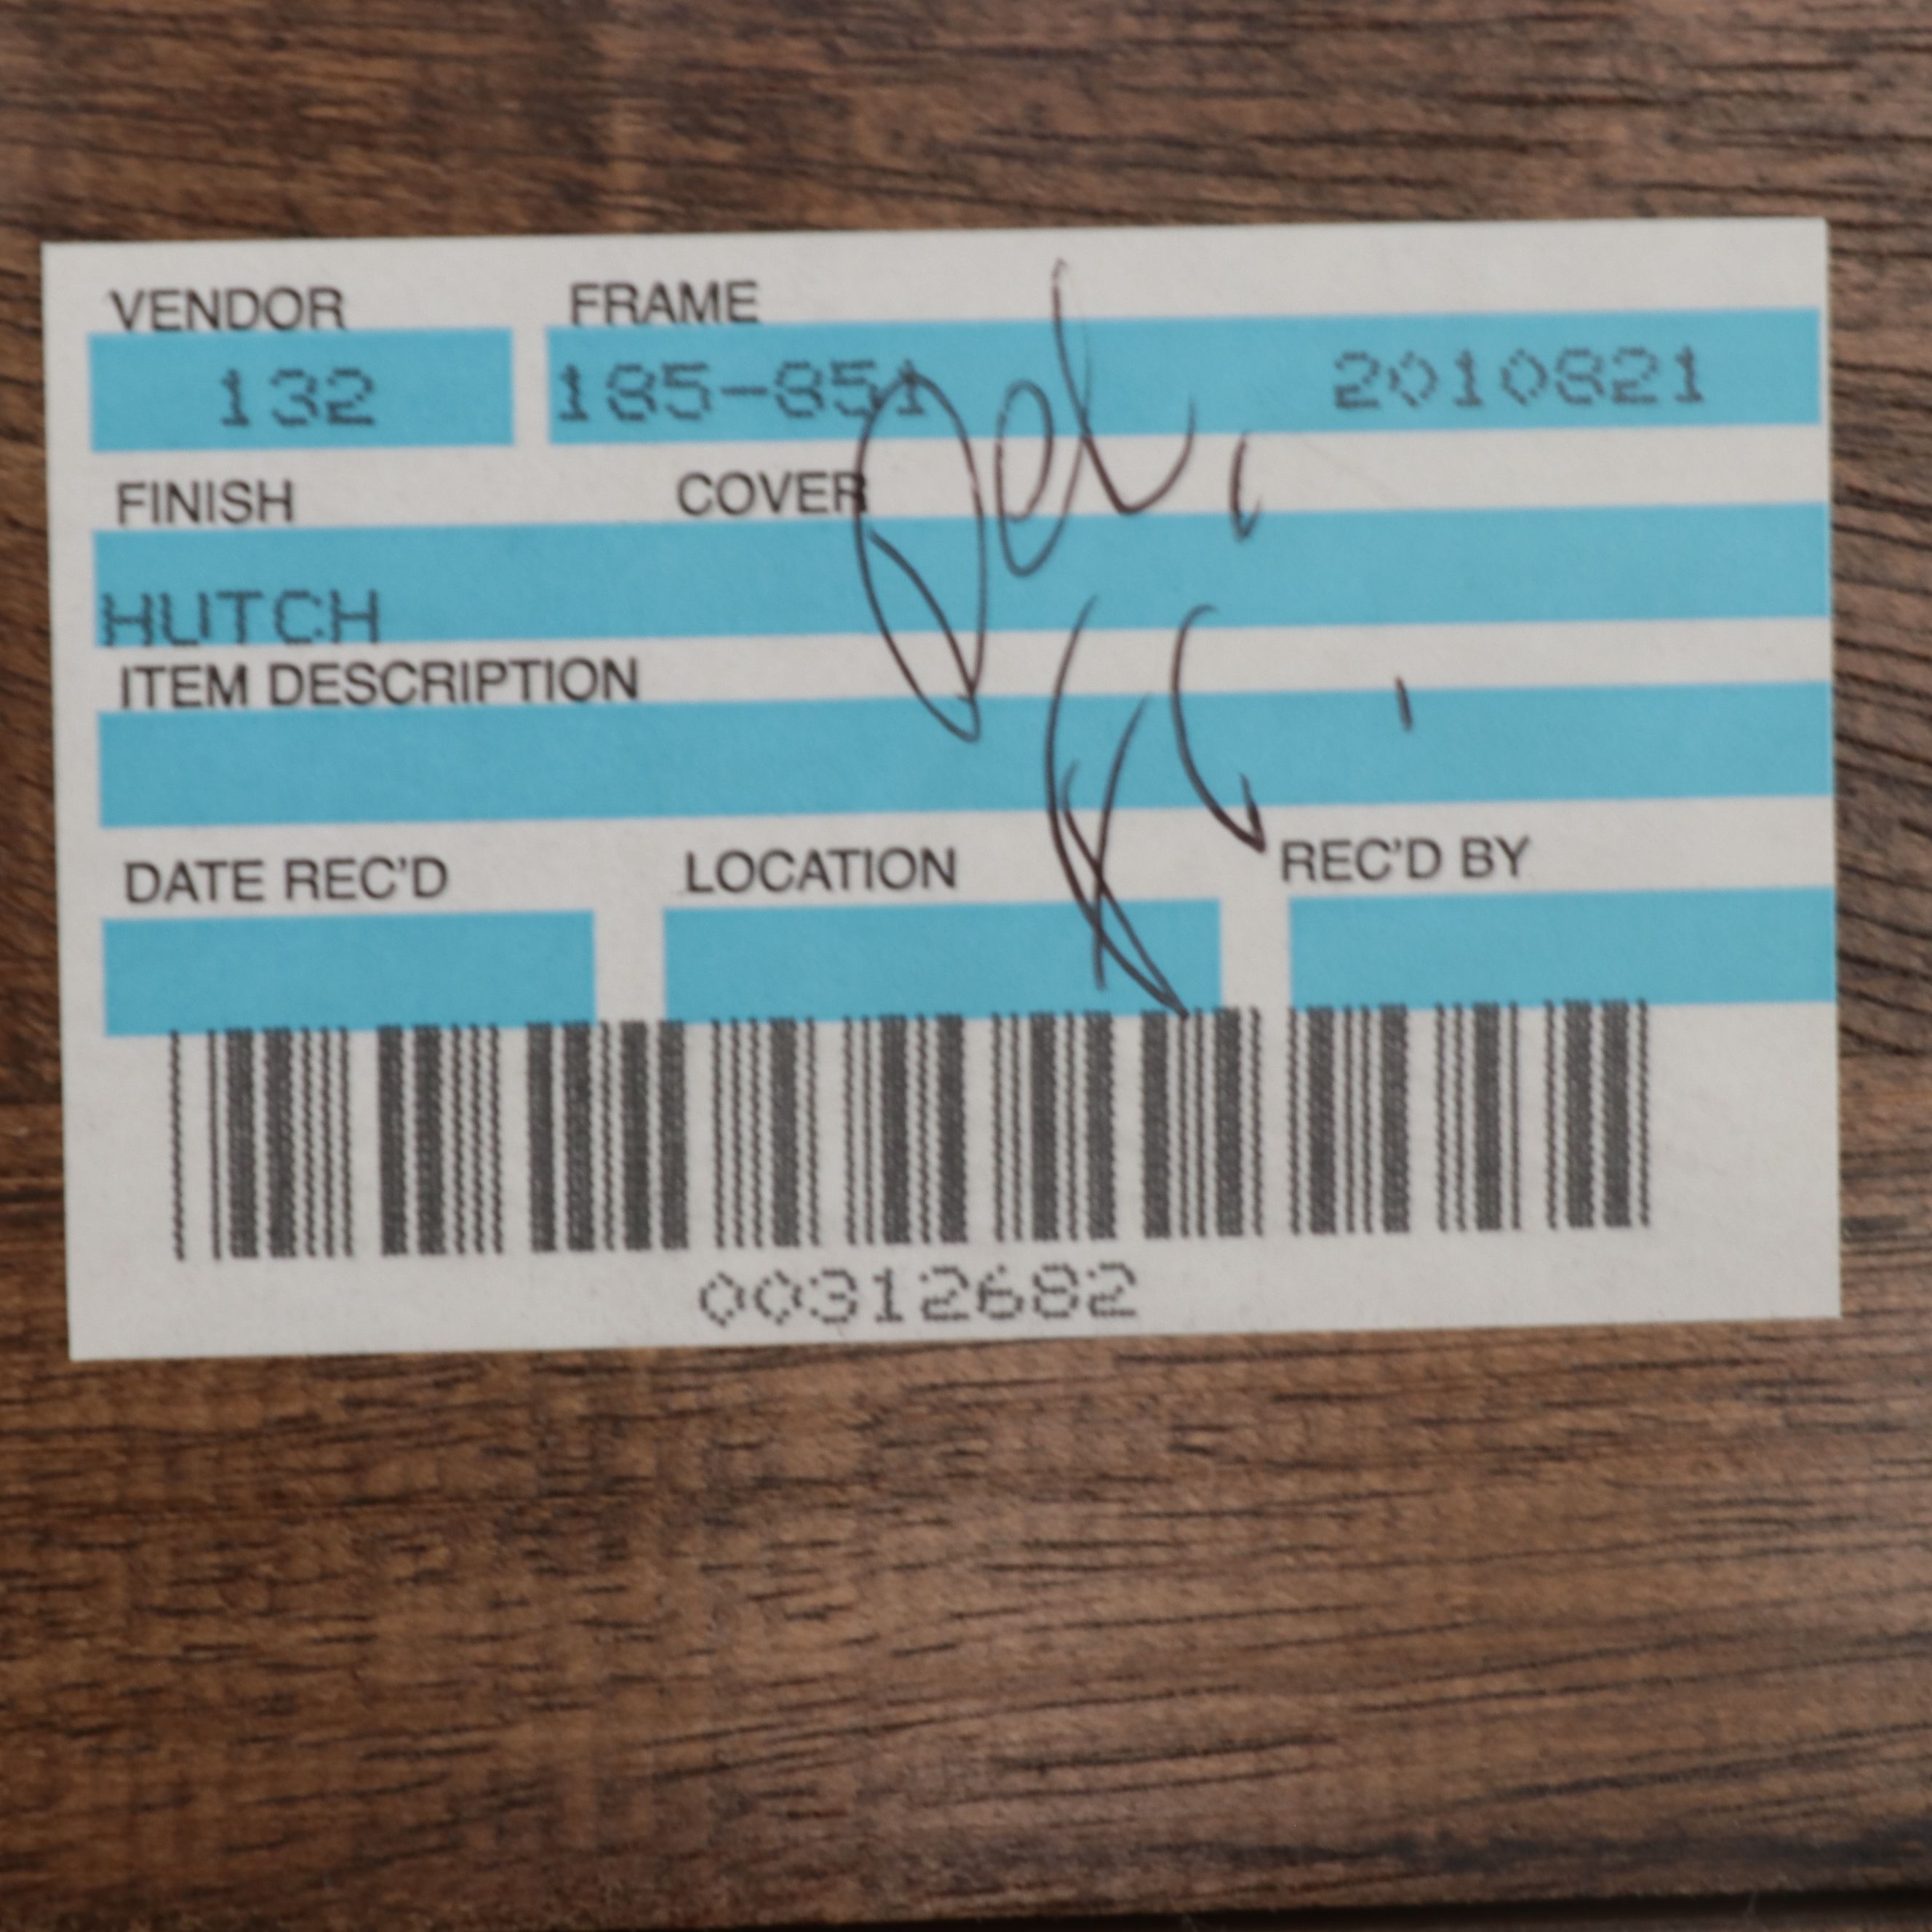 VENDOR FRAME
132 185-851 2010821
FINISH COVER
HUTCH
ITEM DESCRIPTION
DATE REC'D LOCATION REC'D BY
00312682